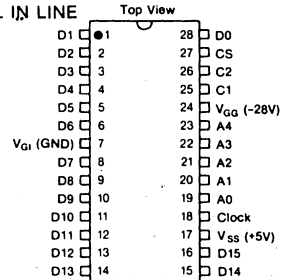 L IN LINE
Top View
D1 1 28 D0
D2 2 27 CS
D3 3 26 C2
D4 4 25 C1
D5 5 24 VGG (-28V)
D6 6 23 A4
VGI (GND) 7 22 A3
D7 8 21 A2
D8 9 20 A1
D9 10 19 A0
D10 11 18 Clock
D11 12 17 VSS (+5V)
D12 13 16 D15
D13 14 15 D14